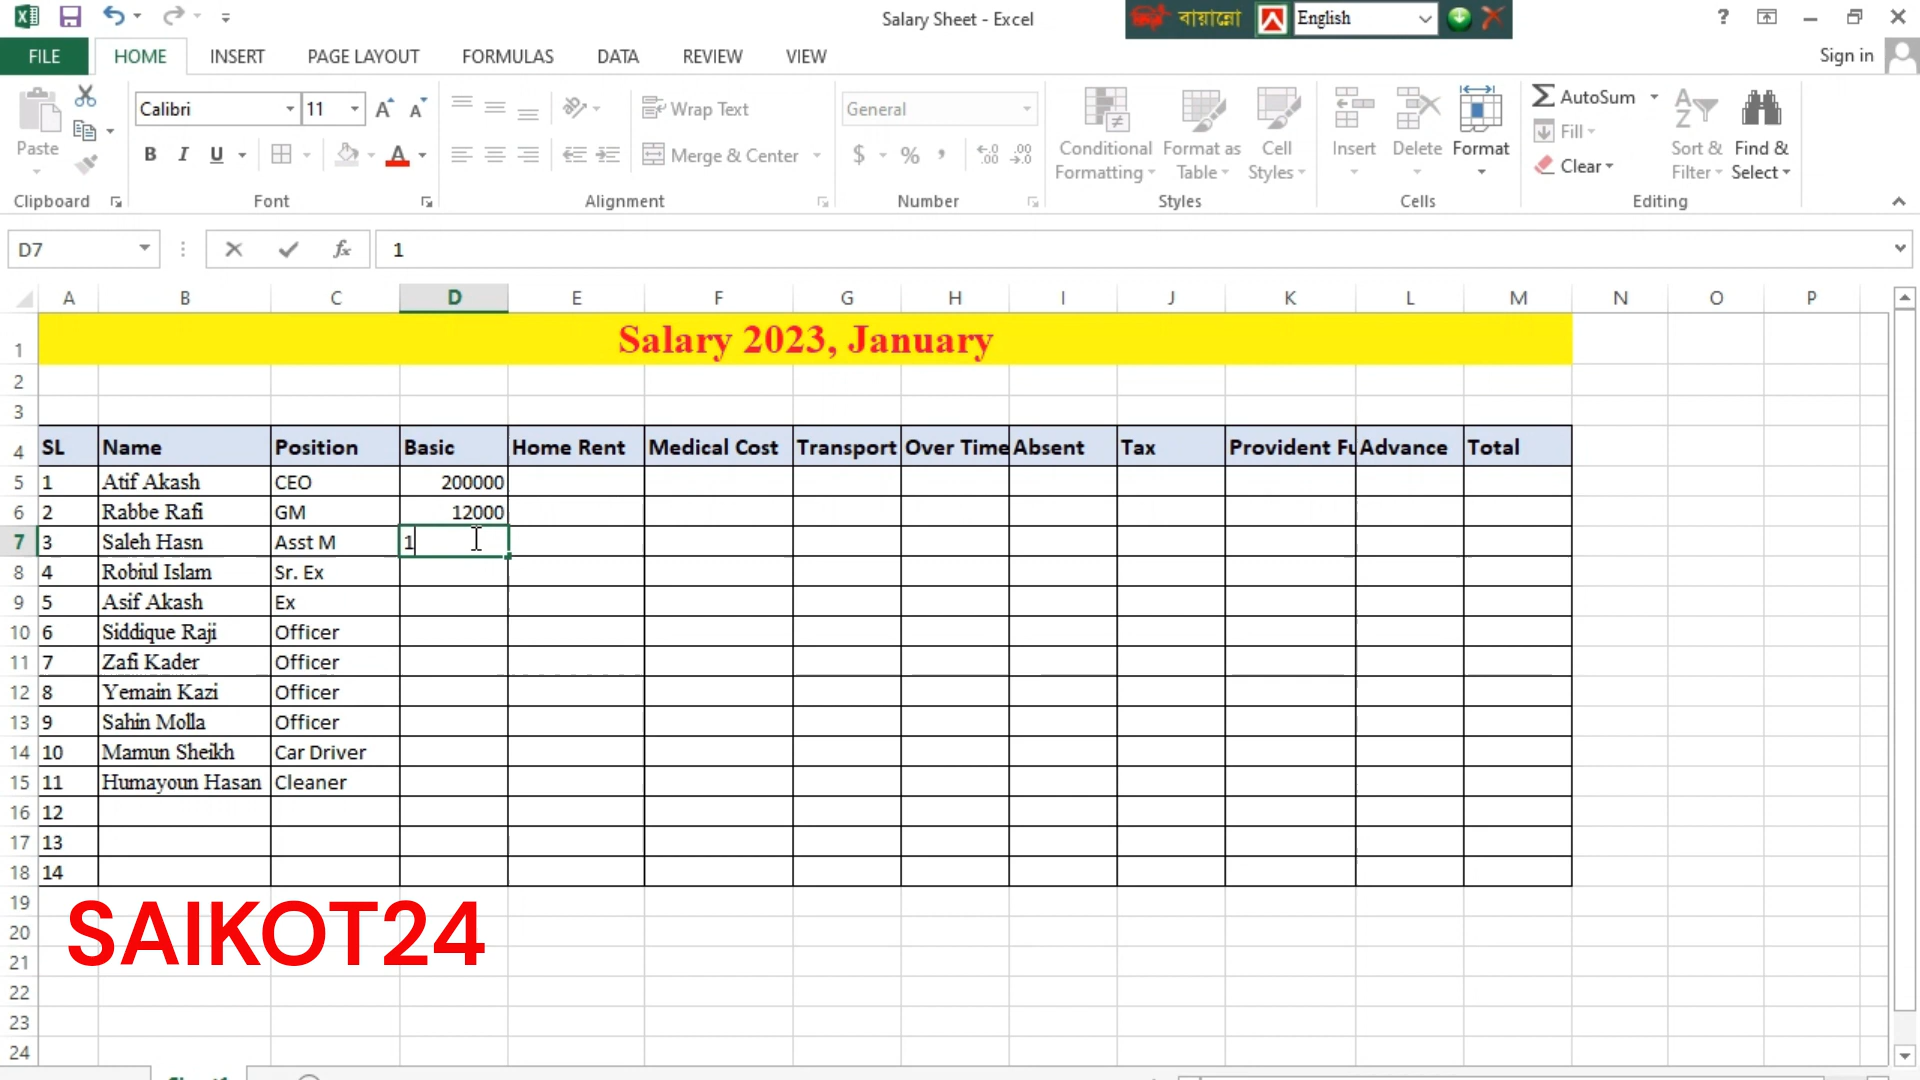 Salary Sheet - Excel
বায়ান্নো
English
?
FILE
HOME
INSERT
PAGE LAYOUT
FORMULAS
DATA
REVIEW
VIEW
Sign in
Paste
Clipboard
Calibri
11
B I U
Font
Wrap Text
Merge & Center
Alignment
General
$ % ,
Number
Conditional Formatting
Format as Table
Cell Styles
Styles
Insert
Delete
Format
Cells
AutoSum
Fill
Clear
Sort & Filter
Find & Select
Editing
D7
fx
1
A B C D E F G H I J K L M N O P
1 Salary 2023, January
2
3
4 SL Name Position Basic Home Rent Medical Cost Transport Over Time Absent Tax Provident Fu Advance Total
5 1 Atif Akash CEO 200000
6 2 Rabbe Rafi GM 12000
7 3 Saleh Hasn Asst M 1
8 4 Robiul Islam Sr. Ex
9 5 Asif Akash Ex
10 6 Siddique Raji Officer
11 7 Zafi Kader Officer
12 8 Yemain Kazi Officer
13 9 Sahin Molla Officer
14 10 Mamun Sheikh Car Driver
15 11 Humayoun Hasan Cleaner
16 12
17 13
18 14
19
20
21
22
23
24
SAIKOT24